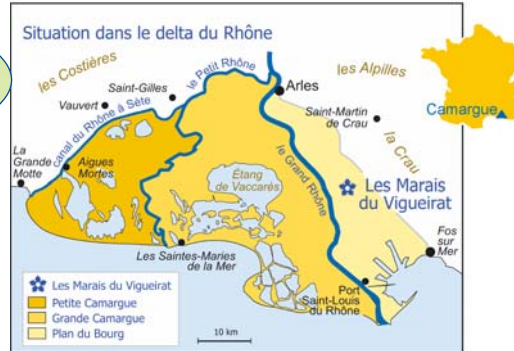 Situation dans le delta du Rhône
les Costières
le Petit Rhône
les Alpilles
Saint-Gilles
Arles
Vauvert
canal du Rhône à Sète
Saint-Martin
de Crau
Camargue
la Crau
La
Grande
Motte
Aigues
Mortes
Étang
de Vaccarès
le Grand Rhône
Les Marais
du Vigueirat
Les Saintes-Maries
de la Mer
Fos
sur
Mer
Port
Saint-Louis
du Rhône
Les Marais du Vigueirat
Petite Camargue
Grande Camargue
Plan du Bourg
10 km